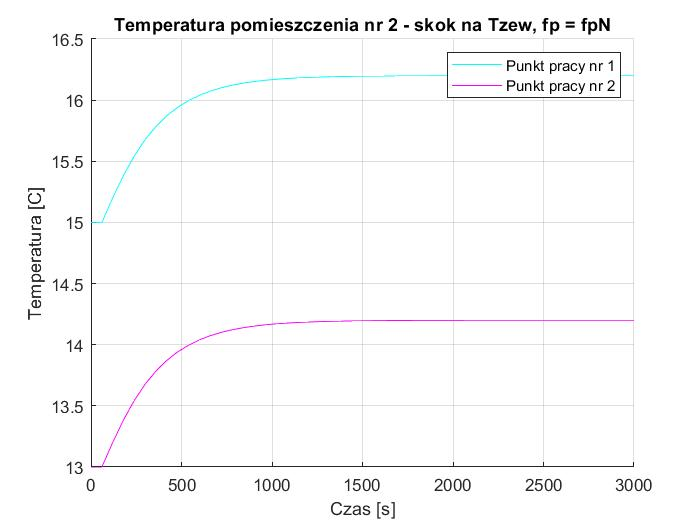 Temperatura pomieszczenia nr 2 - skok na Tzew, fp = fpN
Punkt pracy nr 1
Punkt pracy nr 2
Temperatura [C]
16.5
16
15.5
15
14.5
14
13.5
13
0 500 1000 1500 2000 2500 3000
Czas [s]